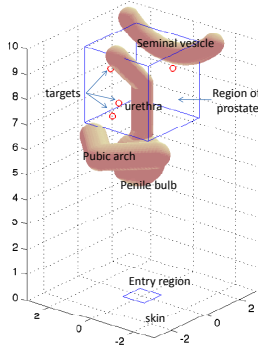 Seminal vesicle
10
9
8
7
6
5
4
3
2
1
0
targets
urethra
Region of
prostate
Pubic arch
Penile bulb
Entry region
skin
2
0
-2
2
0
-2